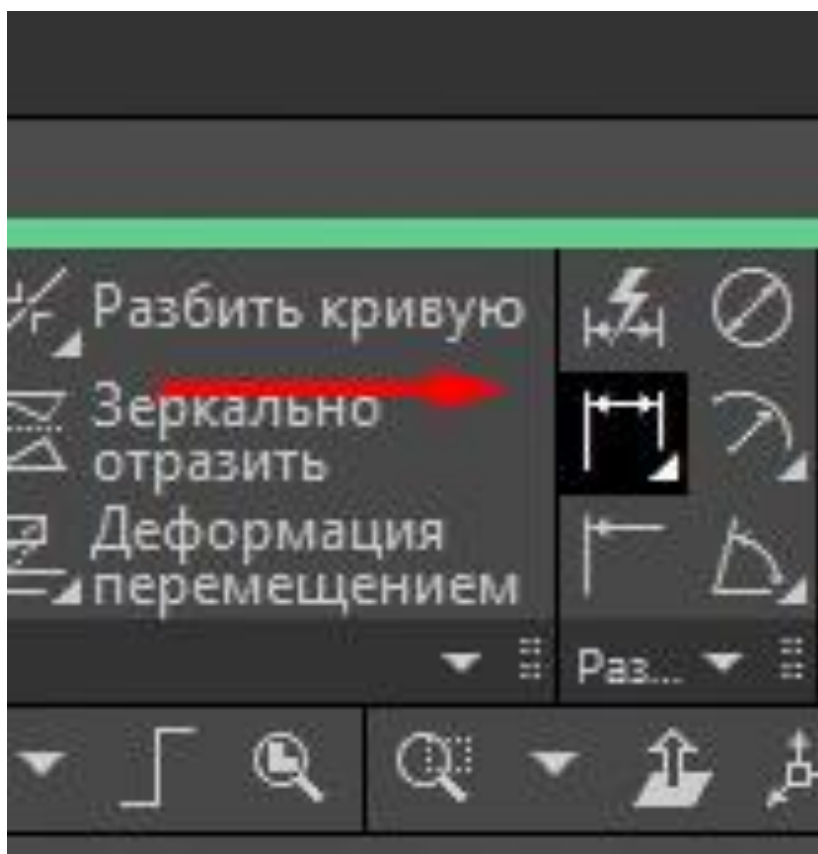 Разбить кривую
Зеркально
отразить
Деформация
перемещением
Раз...